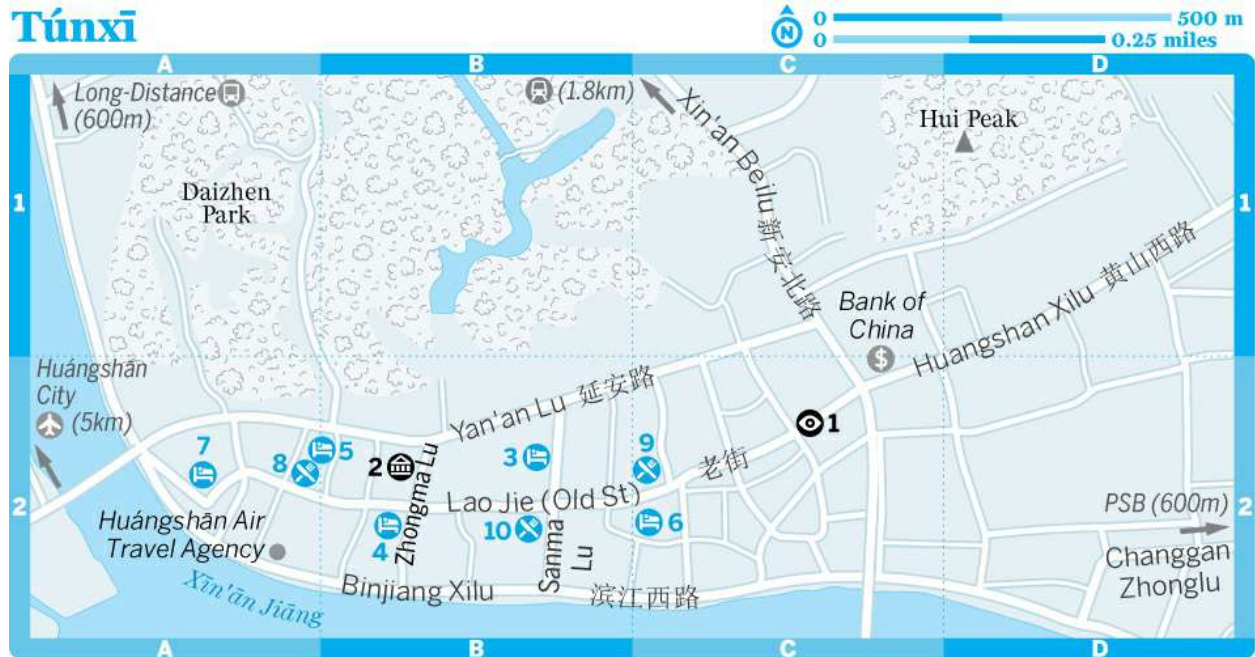 Túnxī
N
0 500 m
0 0.25 miles
A B C D
1 1
2 2
Long-Distance
(600m)
(1.8km)
Xin'an Beilu 新安北路
Hui Peak
Daizhen
Park
Huangshan Xilu 黄山西路
Bank of
China
$
Huángshān
City
(5km)
Yan'an Lu 延安路
1
7
8
5
2
Zhongma Lu
3
9
老街
Lao Jie (Old St)
4
10
Sanma
Lu
6
PSB (600m)
Changgan
Zhonglu
Huángshān Air
Travel Agency
Binjiang Xilu 滨江西路
Xīn'ān Jiāng
A B C D